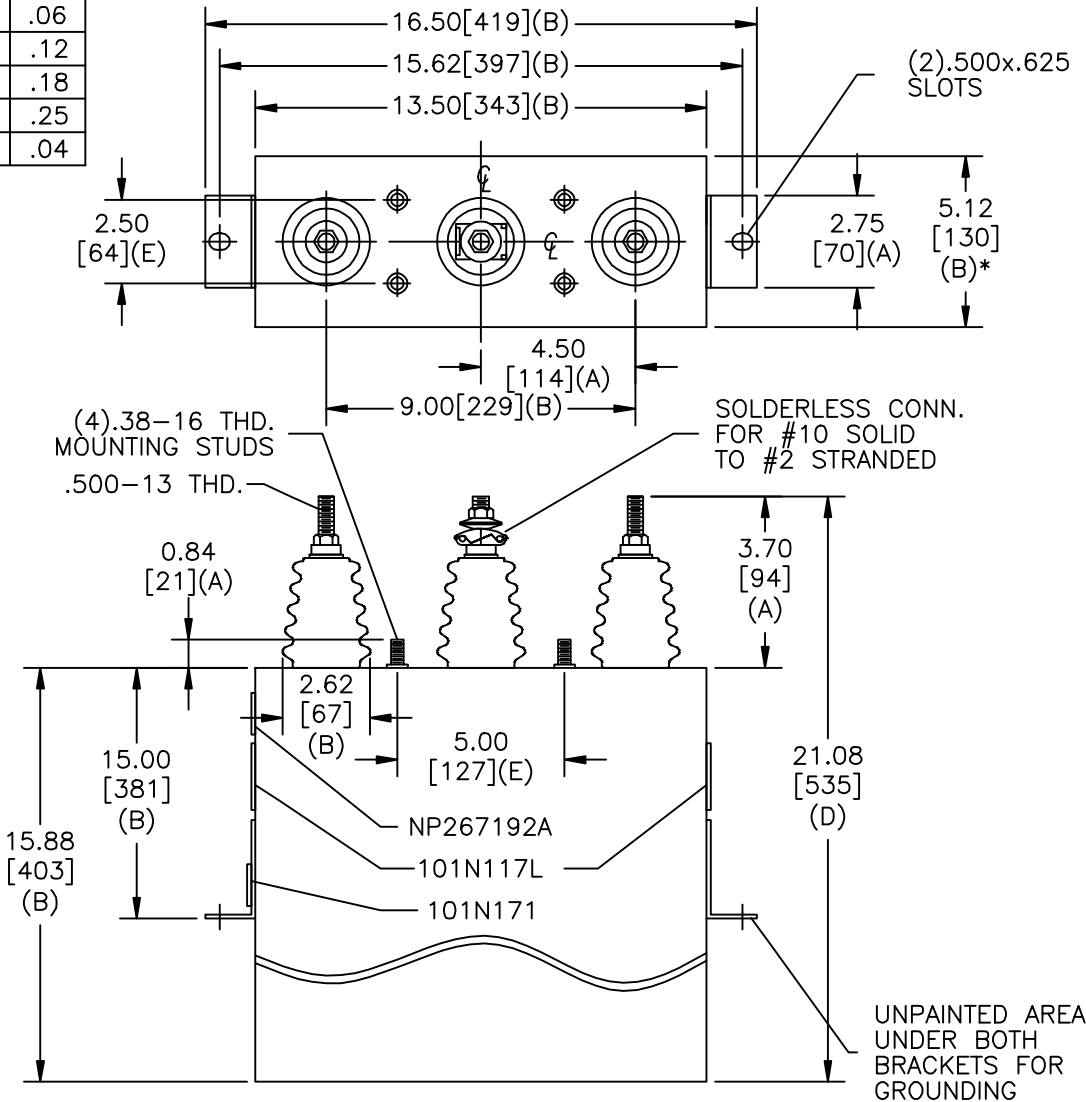 .06
.12
.18
.25
.04
16.50[419](B)
15.62[397](B)
13.50[343](B)
(2).500x.625
SLOTS
2.50
[64](E)
℄
℄
2.75
[70](A)
5.12
[130]
(B)*
4.50
[114](A)
9.00[229](B)
(4).38-16 THD.
MOUNTING STUDS
.500-13 THD.
SOLDERLESS CONN.
FOR #10 SOLID
TO #2 STRANDED
0.84
[21](A)
3.70
[94]
(A)
2.62
[67]
(B)
5.00
[127](E)
15.00
[381]
(B)
21.08
[535]
(D)
15.88
[403]
(B)
NP267192A
101N117L
101N171
UNPAINTED AREA
UNDER BOTH
BRACKETS FOR
GROUNDING